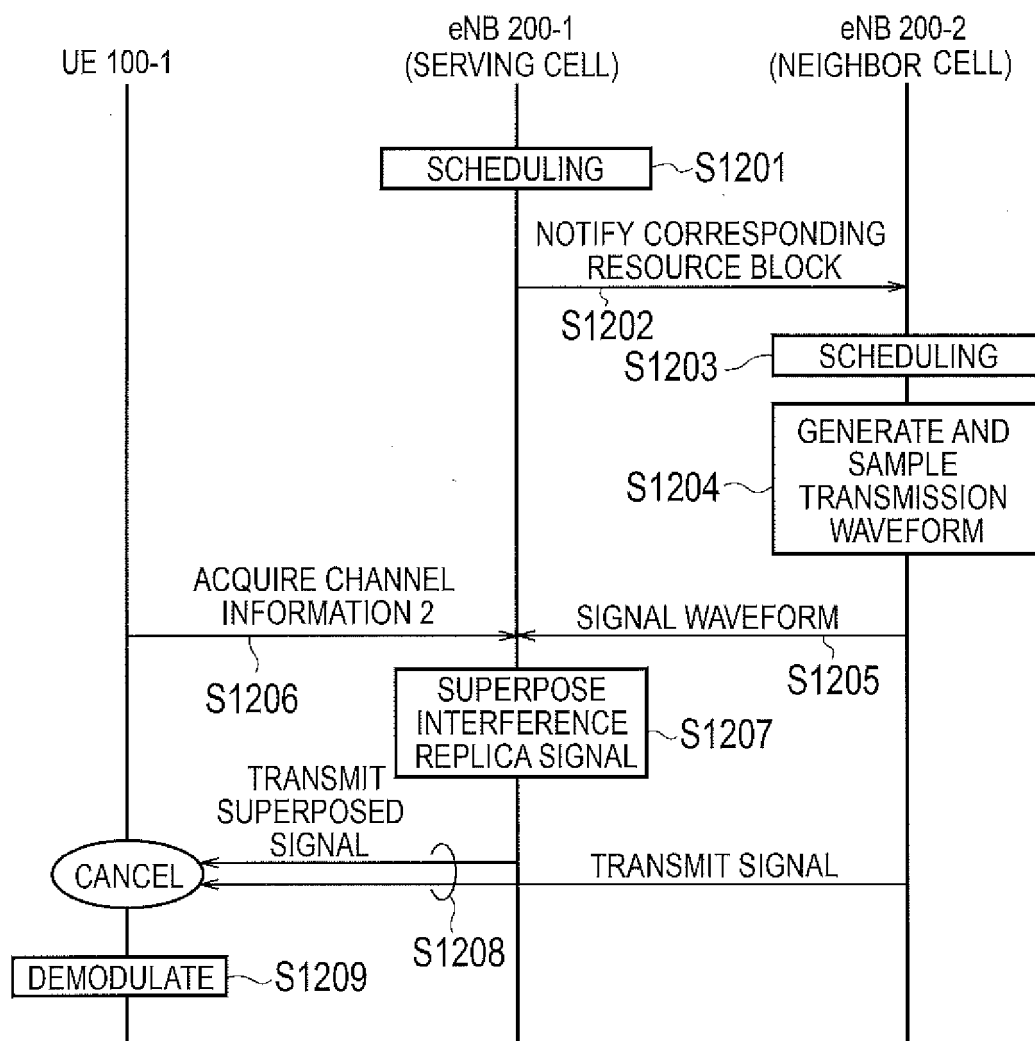 UE 100-1
eNB 200-1
(SERVING CELL)
eNB 200-2
(NEIGHBOR CELL)
SCHEDULING
S1201
NOTIFY CORRESPONDING
RESOURCE BLOCK
S1202
S1203
SCHEDULING
S1204
GENERATE AND
SAMPLE
TRANSMISSION
WAVEFORM
ACQUIRE CHANNEL
INFORMATION 2
S1206
SIGNAL WAVEFORM
S1205
SUPERPOSE
INTERFERENCE
REPLICA SIGNAL
S1207
TRANSMIT
SUPERPOSED
SIGNAL
CANCEL
TRANSMIT SIGNAL
S1208
DEMODULATE
S1209